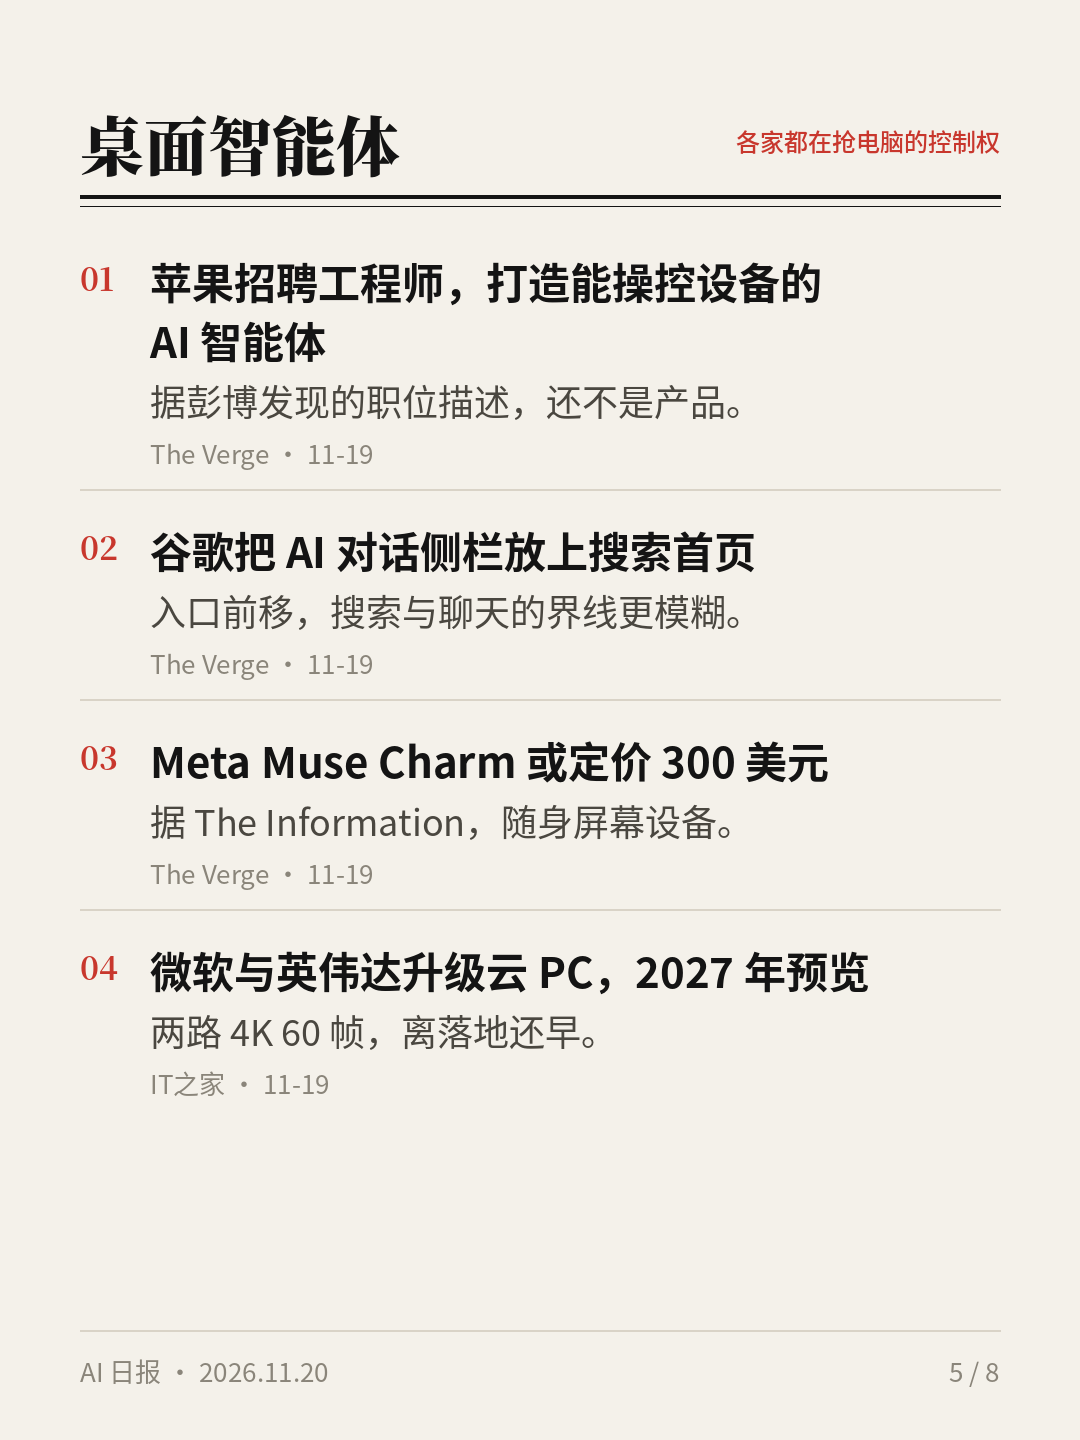 桌面智能体
各家都在抢电脑的控制权
01
苹果招聘工程师，打造能操控设备的
AI 智能体
据彭博发现的职位描述，还不是产品。
The Verge · 11-19
02
谷歌把 AI 对话侧栏放上搜索首页
入口前移，搜索与聊天的界线更模糊。
The Verge · 11-19
03
Meta Muse Charm 或定价 300 美元
据 The Information，随身屏幕设备。
The Verge · 11-19
04
微软与英伟达升级云 PC，2027 年预览
两路 4K 60 帧，离落地还早。
IT之家 · 11-19
AI 日报 · 2026.11.20
5 / 8